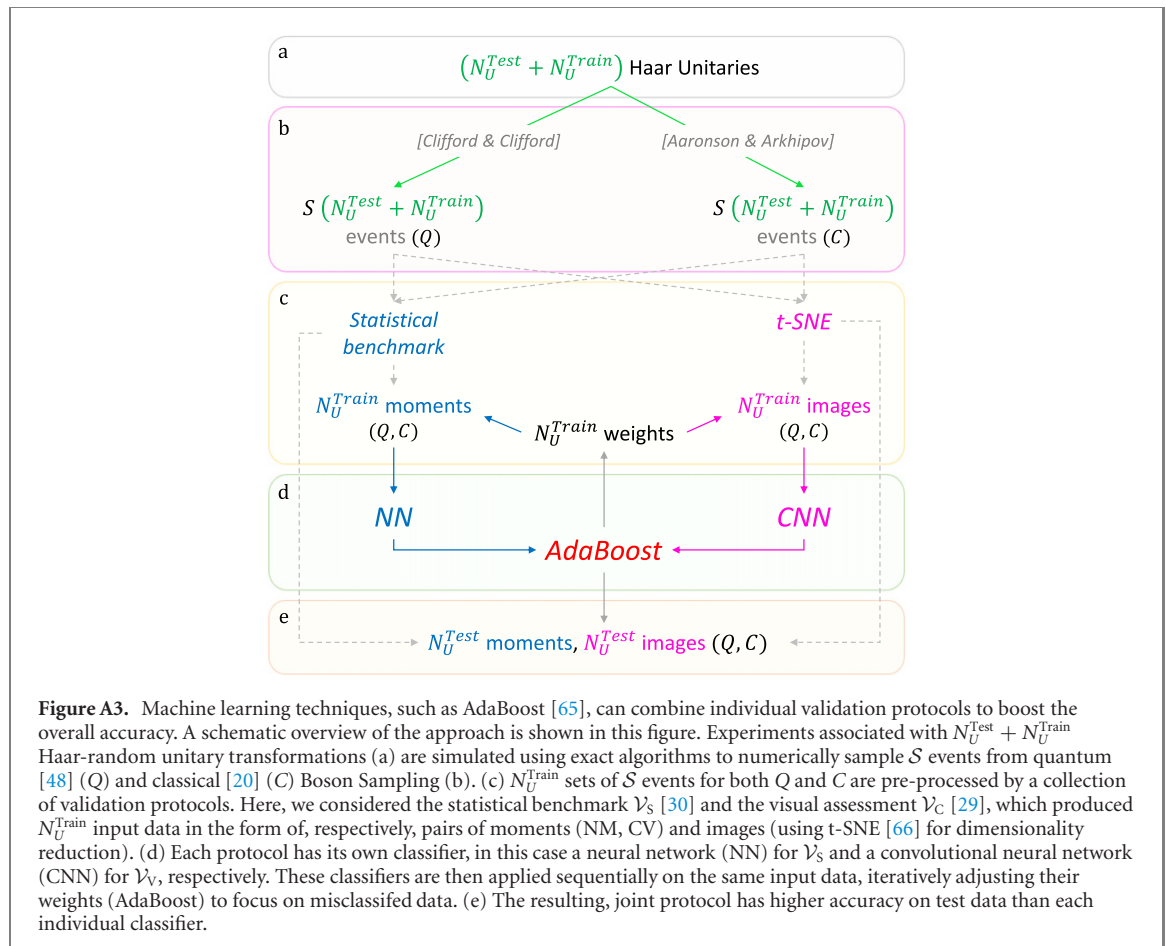 a
(N_U^{Test} + N_U^{Train}) Haar Unitaries
b
[Clifford & Clifford]
[Aaronson & Arkhipov]
S (N_U^{Test} + N_U^{Train})
events (Q)
S (N_U^{Test} + N_U^{Train})
events (C)
c
Statistical
benchmark
t-SNE
N_U^{Train} moments
(Q, C)
N_U^{Train} weights
N_U^{Train} images
(Q, C)
d
NN
CNN
AdaBoost
e
N_U^{Test} moments, N_U^{Test} images (Q, C)
Figure A3. Machine learning techniques, such as AdaBoost [65], can combine individual validation protocols to boost the
overall accuracy. A schematic overview of the approach is shown in this figure. Experiments associated with N_U^{Test} + N_U^{Train}
Haar-random unitary transformations (a) are simulated using exact algorithms to numerically sample 𝒮 events from quantum
[48] (Q) and classical [20] (C) Boson Sampling (b). (c) N_U^{Train} sets of 𝒮 events for both Q and C are pre-processed by a collection
of validation protocols. Here, we considered the statistical benchmark 𝒱_S [30] and the visual assessment 𝒱_C [29], which produced
N_U^{Train} input data in the form of, respectively, pairs of moments (NM, CV) and images (using t-SNE [66] for dimensionality
reduction). (d) Each protocol has its own classifier, in this case a neural network (NN) for 𝒱_S and a convolutional neural network
(CNN) for 𝒱_V, respectively. These classifiers are then applied sequentially on the same input data, iteratively adjusting their
weights (AdaBoost) to focus on misclassifed data. (e) The resulting, joint protocol has higher accuracy on test data than each
individual classifier.